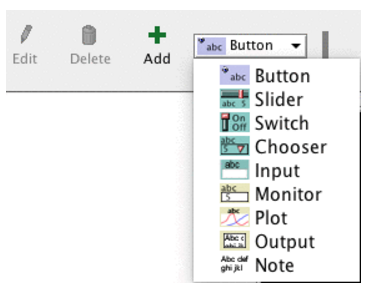 Edit Delete Add abc Button
abc Button
abc S Slider
On Off Switch
abc 5 Chooser
abc Input
abc 5 Monitor
abc Plot
Abc c Output
Abc def ghi jkl Note